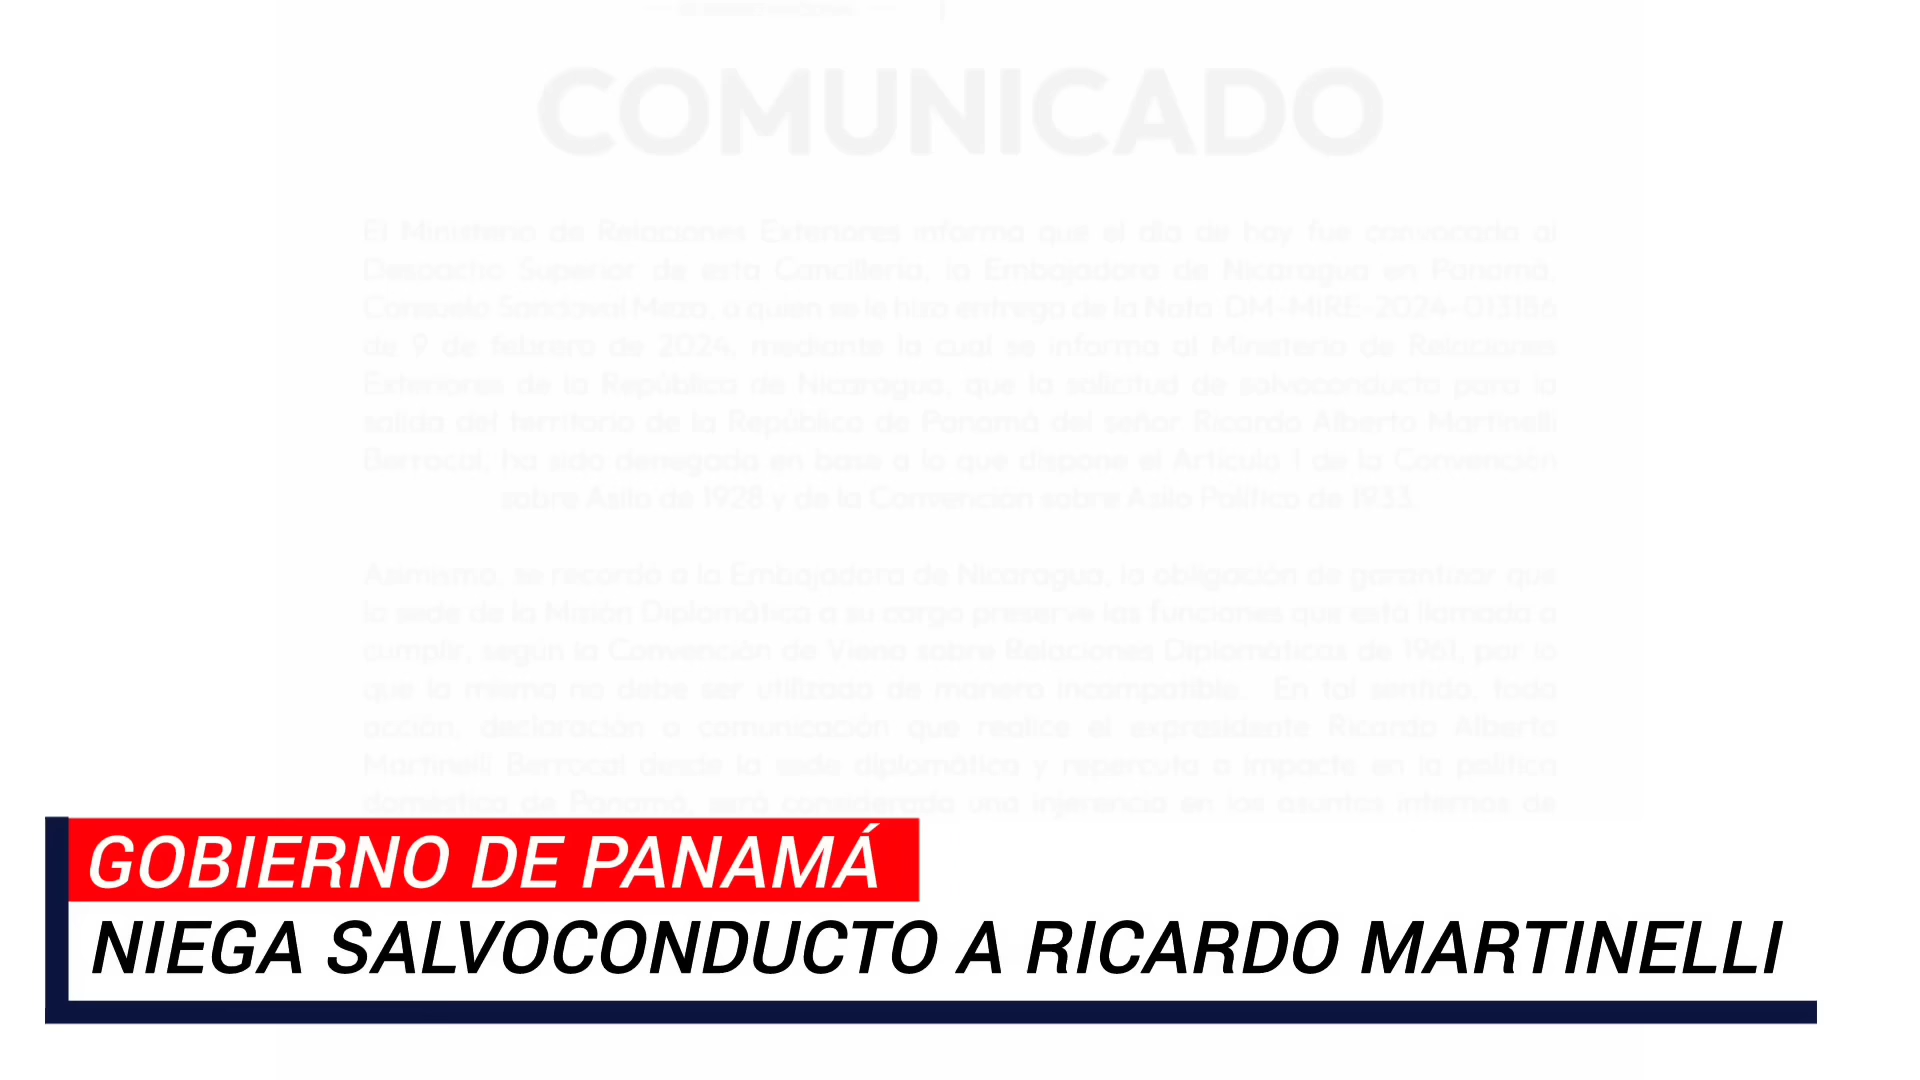 COMUNICADO
El Ministerio de Relaciones Exteriores informa que el día de hoy fue convocada al
Despacho Superior de esta Cancillería, la Embajadora de Nicaragua en Panamá,
Consuelo Sandoval Meza, a quien se le hizo entrega de la Nota DM-MIRE-2024-013186
de 9 de febrero de 2024, mediante la cual se informa al Ministerio de Relaciones
Exteriores de la República de Nicaragua, que la solicitud de salvoconducto para la
salida del territorio de la República de Panamá del señor Ricardo Alberto Martinelli
Berrocal, ha sido denegada en base a lo que dispone el Artículo 1 de la Convención
sobre Asilo de 1928 y de la Convención sobre Asilo Político de 1933.
Asimismo, se recordó a la Embajadora de Nicaragua, la obligación de garantizar que
la sede de la Misión Diplomática a su cargo preserve las funciones que está llamada a
cumplir, según la Convención de Viena sobre Relaciones Diplomáticas de 1961, por lo
que la misma no debe ser utilizada de manera incompatible. En tal sentido, toda
acción, declaración o comunicación que realice el expresidente Ricardo Alberto
Martinelli Berrocal desde la sede diplomática y repercuta o impacte en la política
doméstica de Panamá, será considerada una injerencia en los asuntos internos de
GOBIERNO DE PANAMÁ
NIEGA SALVOCONDUCTO A RICARDO MARTINELLI